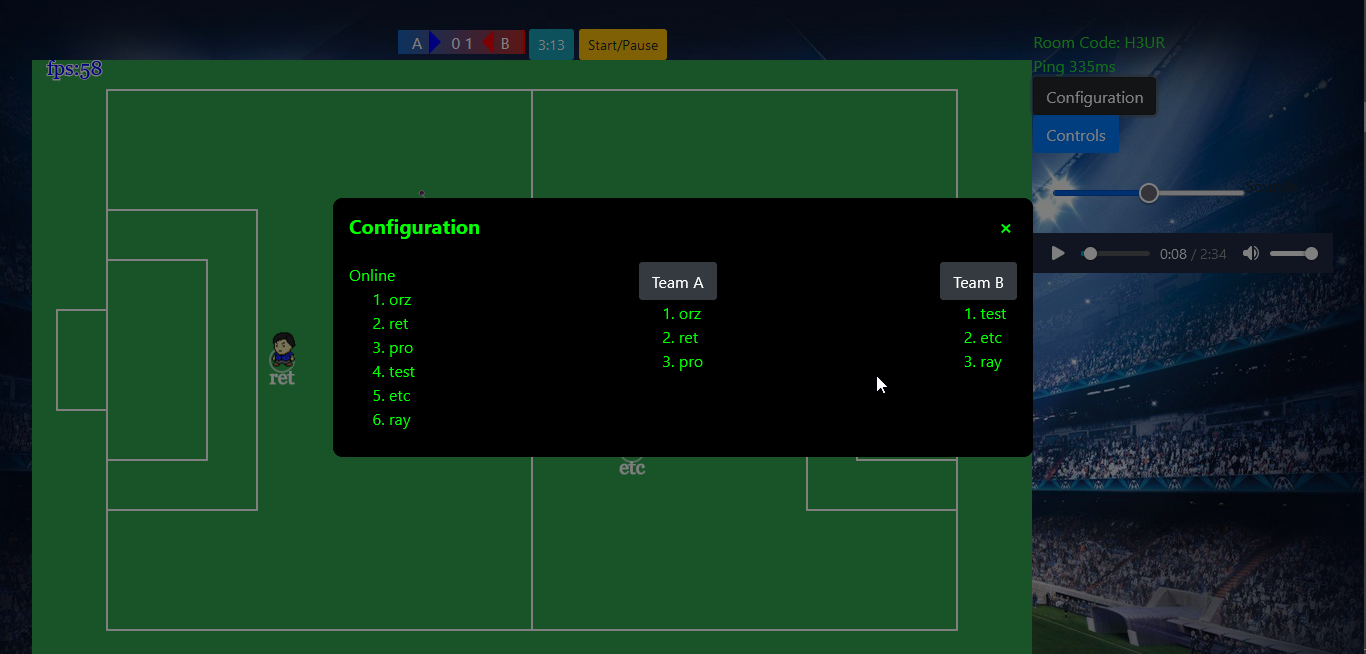 A 0 1 B 3:13 Start/Pause
Room Code: H3UR
fps:58
Ping 335ms
Configuration
Controls
0:08 / 2:34
Configuration ×
Online
1. orz
2. ret
3. pro
4. test
5. etc
6. ray
Team A
1. orz
2. ret
3. pro
Team B
1. test
2. etc
3. ray
ret
etc